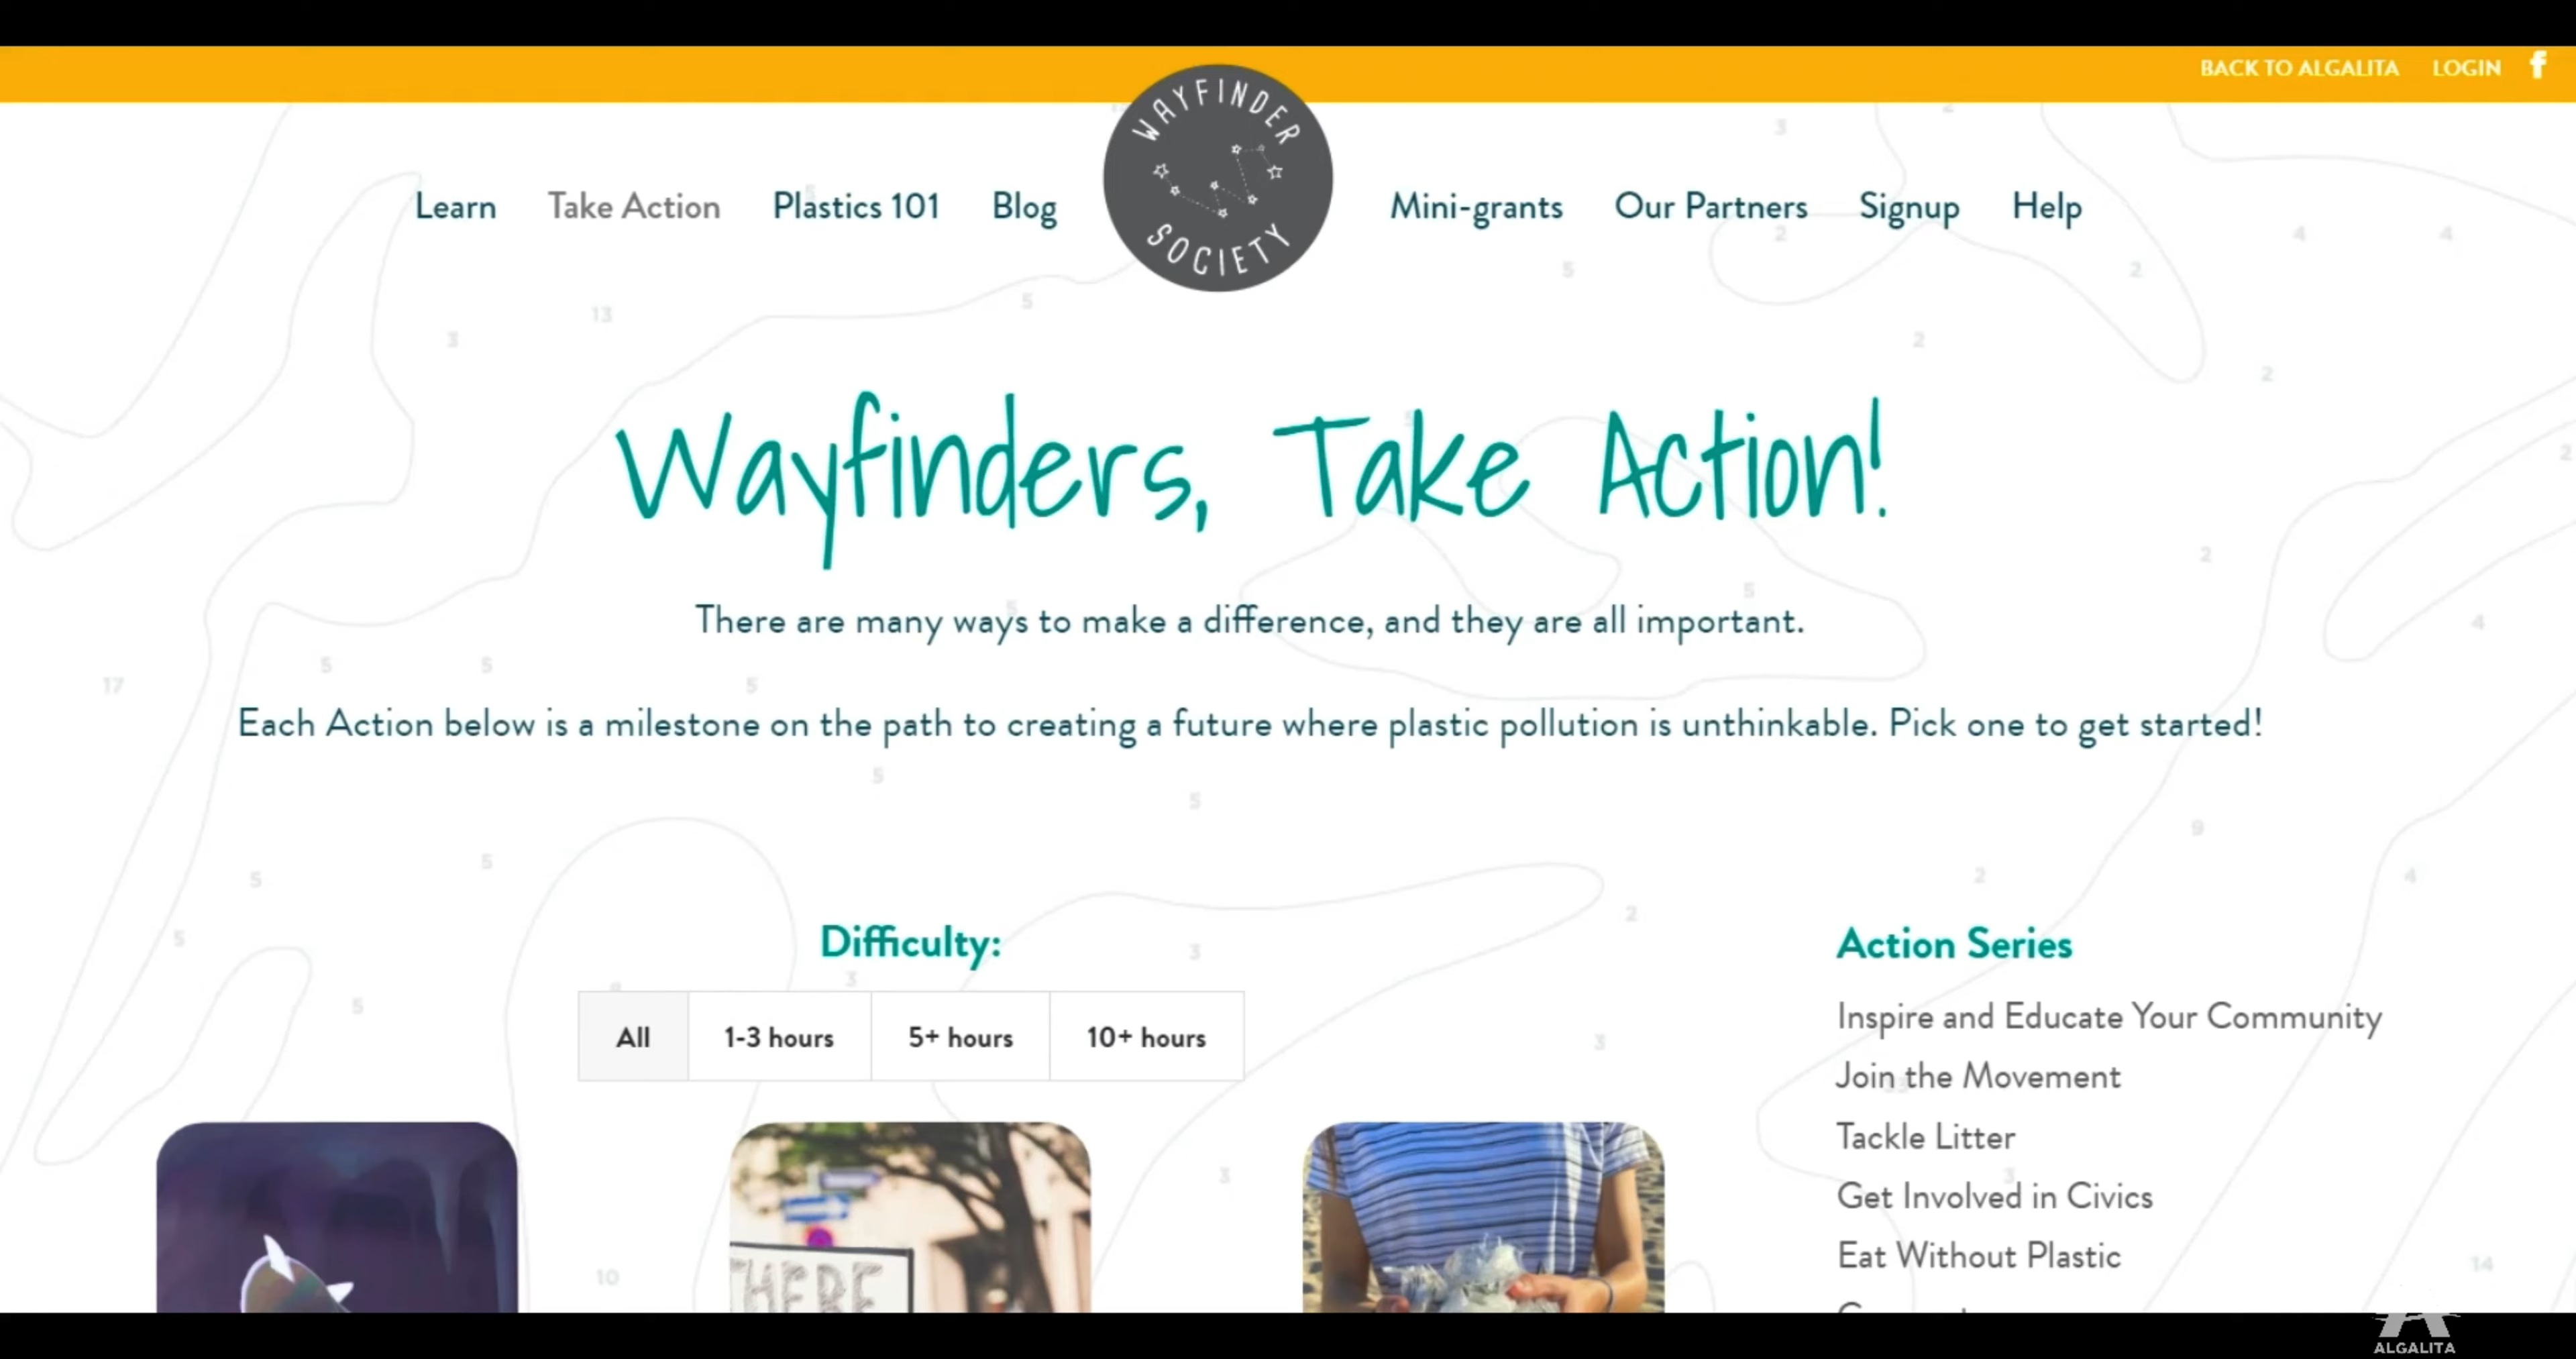 BACK TO ALGALITA LOGIN f
WAYFINDER SOCIETY
Learn Take Action Plastics 101 Blog Mini-grants Our Partners Signup Help
Wayfinders, Take Action!
There are many ways to make a difference, and they are all important.
Each Action below is a milestone on the path to creating a future where plastic pollution is unthinkable. Pick one to get started!
Difficulty:
All 1-3 hours 5+ hours 10+ hours
THERE
Action Series
Inspire and Educate Your Community
Join the Movement
Tackle Litter
Get Involved in Civics
Eat Without Plastic
ALGALITA